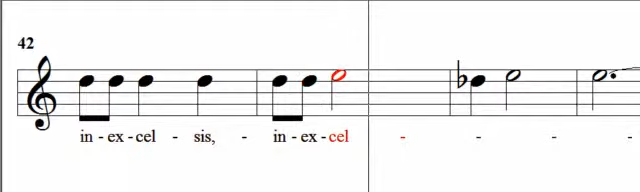 42
in - ex - cel - sis, - in - ex - cel - - - -